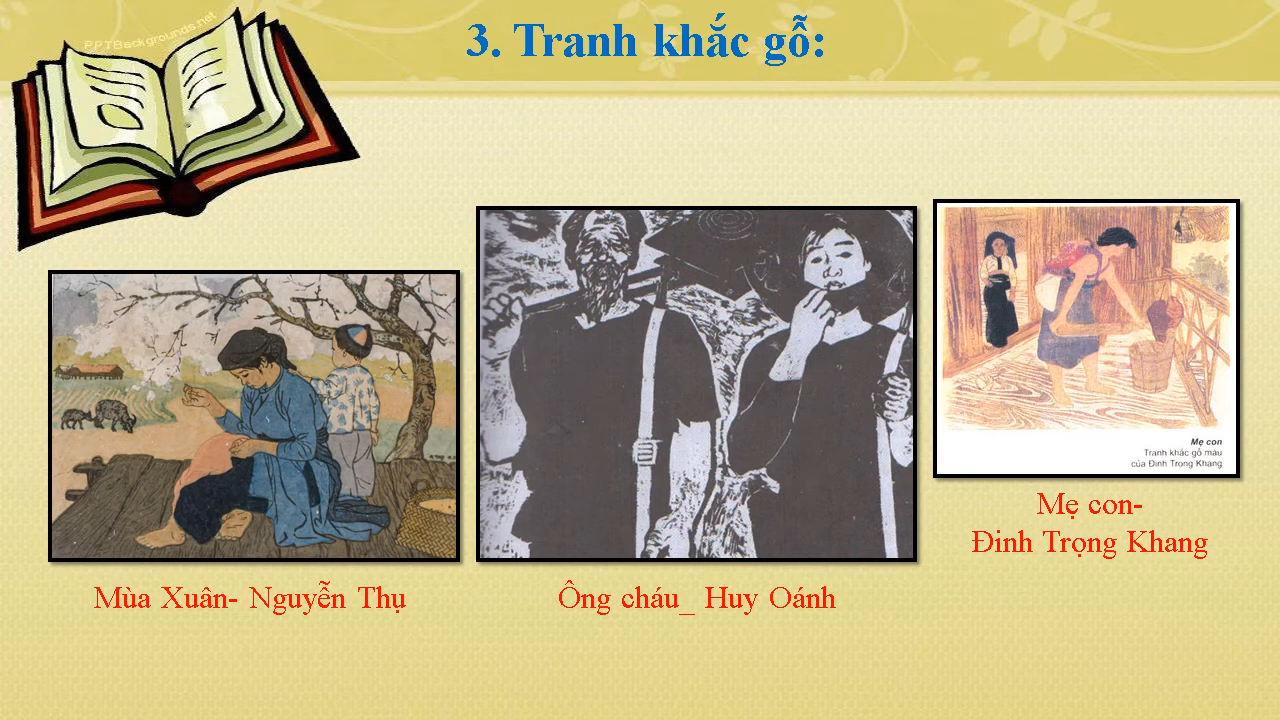 PPTBackgrounds.net
3. Tranh khắc gỗ:
Mẹ con
Tranh khắc gỗ màu
của Đinh Trọng Khang
Mùa Xuân- Nguyễn Thụ
Ông cháu_ Huy Oánh
Mẹ con-
Đinh Trọng Khang